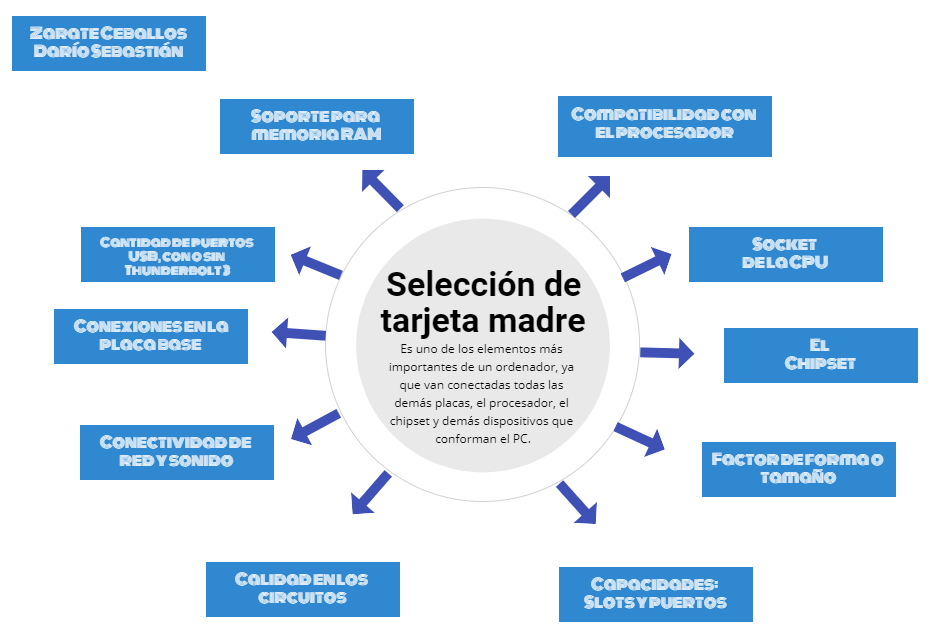 Zarate Ceballos
Darío Sebastián
Soporte para
memoria RAM
Compatibilidad con
el procesador
Cantidad de puertos
USB, con o sin
Thunderbolt 3
Socket
de la CPU
Selección de
tarjeta madre
Es uno de los elementos más
importantes de un ordenador, ya
que van conectadas todas las
demás placas, el procesador, el
chipset y demás dispositivos que
conforman el PC.
Conexiones en la
placa base
El
Chipset
Conectividad de
red y sonido
Factor de forma o
tamaño
Calidad en los
circuitos
Capacidades:
Slots y puertos